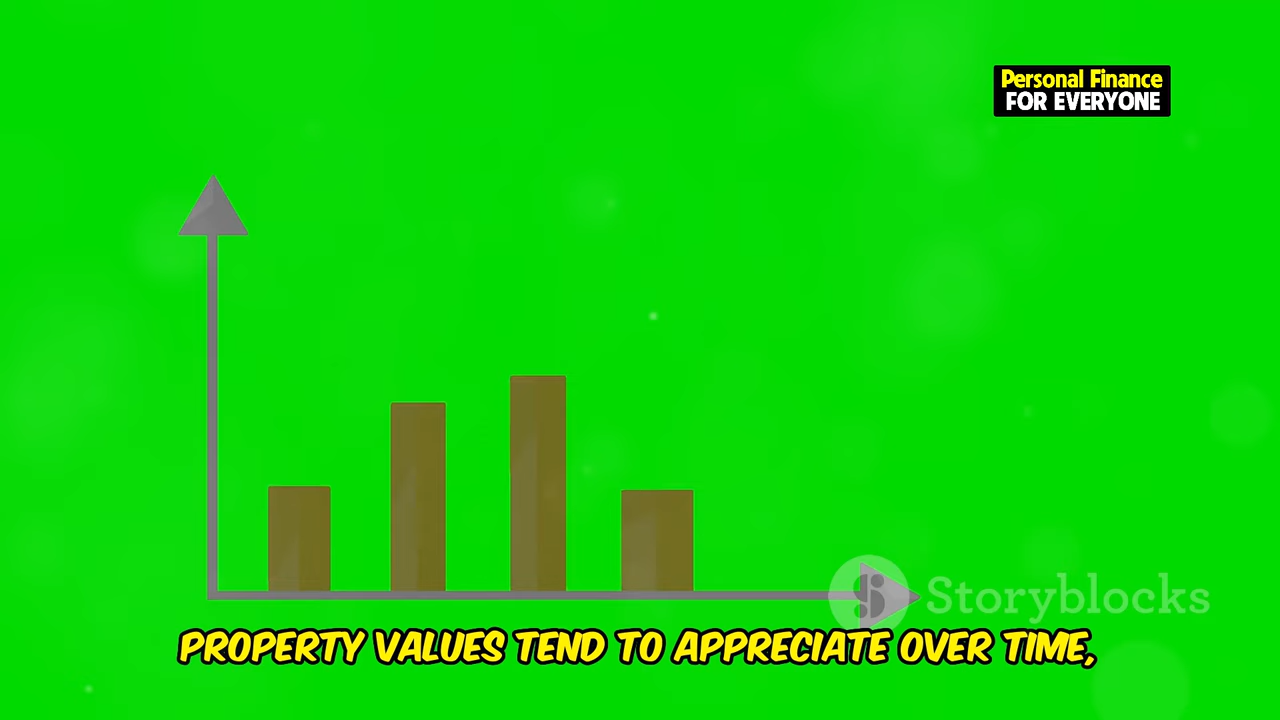 Personal Finance
FOR EVERYONE
Storyblocks
PROPERTY VALUES TEND TO APPRECIATE OVER TIME,